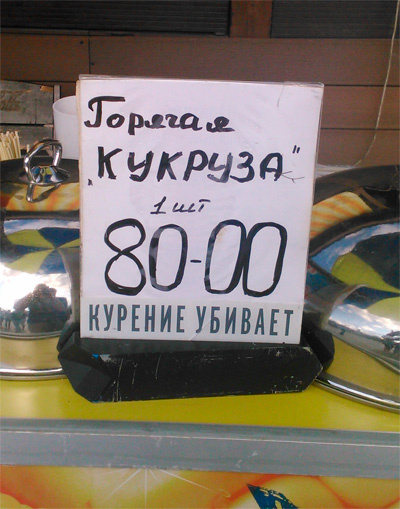 Горячая
„КУКРУЗА"
1 шт
80-00
КУРЕНИЕ УБИВАЕТ